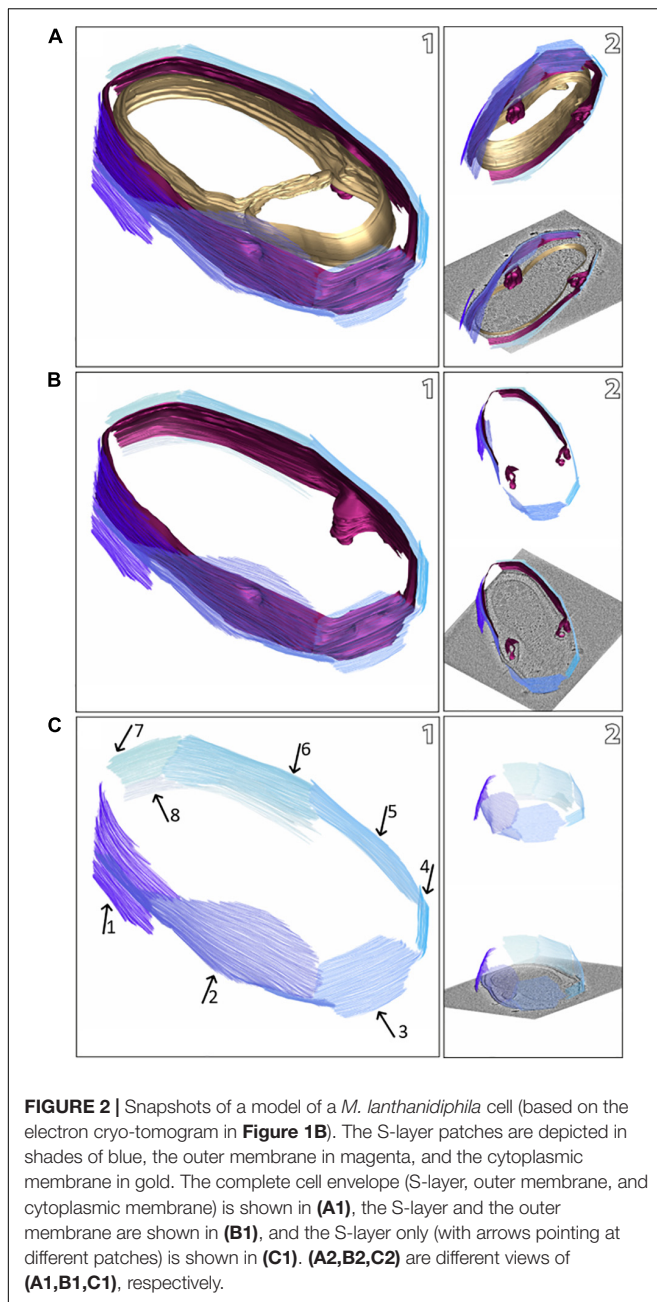 A
1
2
B
1
2
C
1
2
7
6
8
5
4
1
2
3
FIGURE 2 | Snapshots of a model of a M. lanthanidiphila cell (based on the
electron cryo-tomogram in Figure 1B). The S-layer patches are depicted in
shades of blue, the outer membrane in magenta, and the cytoplasmic
membrane in gold. The complete cell envelope (S-layer, outer membrane, and
cytoplasmic membrane) is shown in (A1), the S-layer and the outer
membrane are shown in (B1), and the S-layer only (with arrows pointing at
different patches) is shown in (C1). (A2,B2,C2) are different views of
(A1,B1,C1), respectively.